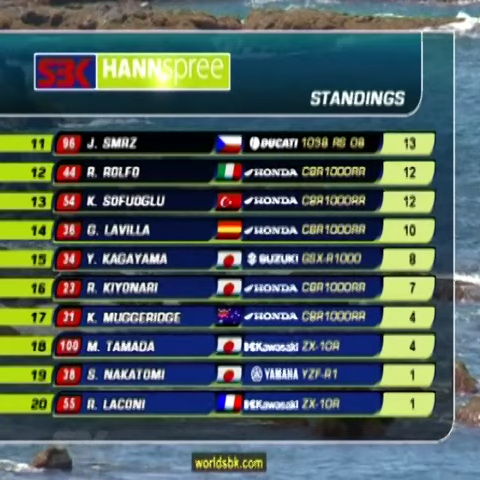 SBK HANNSpree
STANDINGS
11 96 J. SMRZ DUCATI 1098 RS 08 13
12 44 R. ROLFO HONDA CBR1000RR 12
13 54 K. SOFUOGLU HONDA CBR1000RR 12
14 36 G. LAVILLA HONDA CBR1000RR 10
15 34 Y. KAGAYAMA SUZUKI GSX-R1000 8
16 23 R. KIYONARI HONDA CBR1000RR 7
17 31 K. MUGGERIDGE HONDA CBR1000RR 4
18 100 M. TAMADA Kawasaki ZX-10R 4
19 38 S. NAKATOMI YAMAHA YZF-R1 1
20 55 R. LACONI Kawasaki ZX-10R 1
worldsbk.com